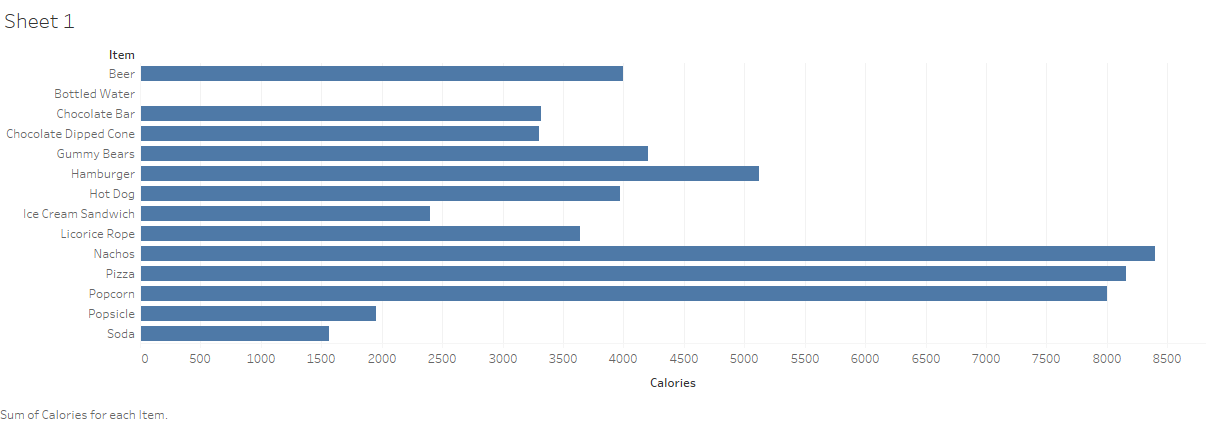 Sheet 1
Item
Beer
Bottled Water
Chocolate Bar
Chocolate Dipped Cone
Gummy Bears
Hamburger
Hot Dog
Ice Cream Sandwich
Licorice Rope
Nachos
Pizza
Popcorn
Popsicle
Soda
0 500 1000 1500 2000 2500 3000 3500 4000 4500 5000 5500 6000 6500 7000 7500 8000 8500
Calories
Sum of Calories for each Item.